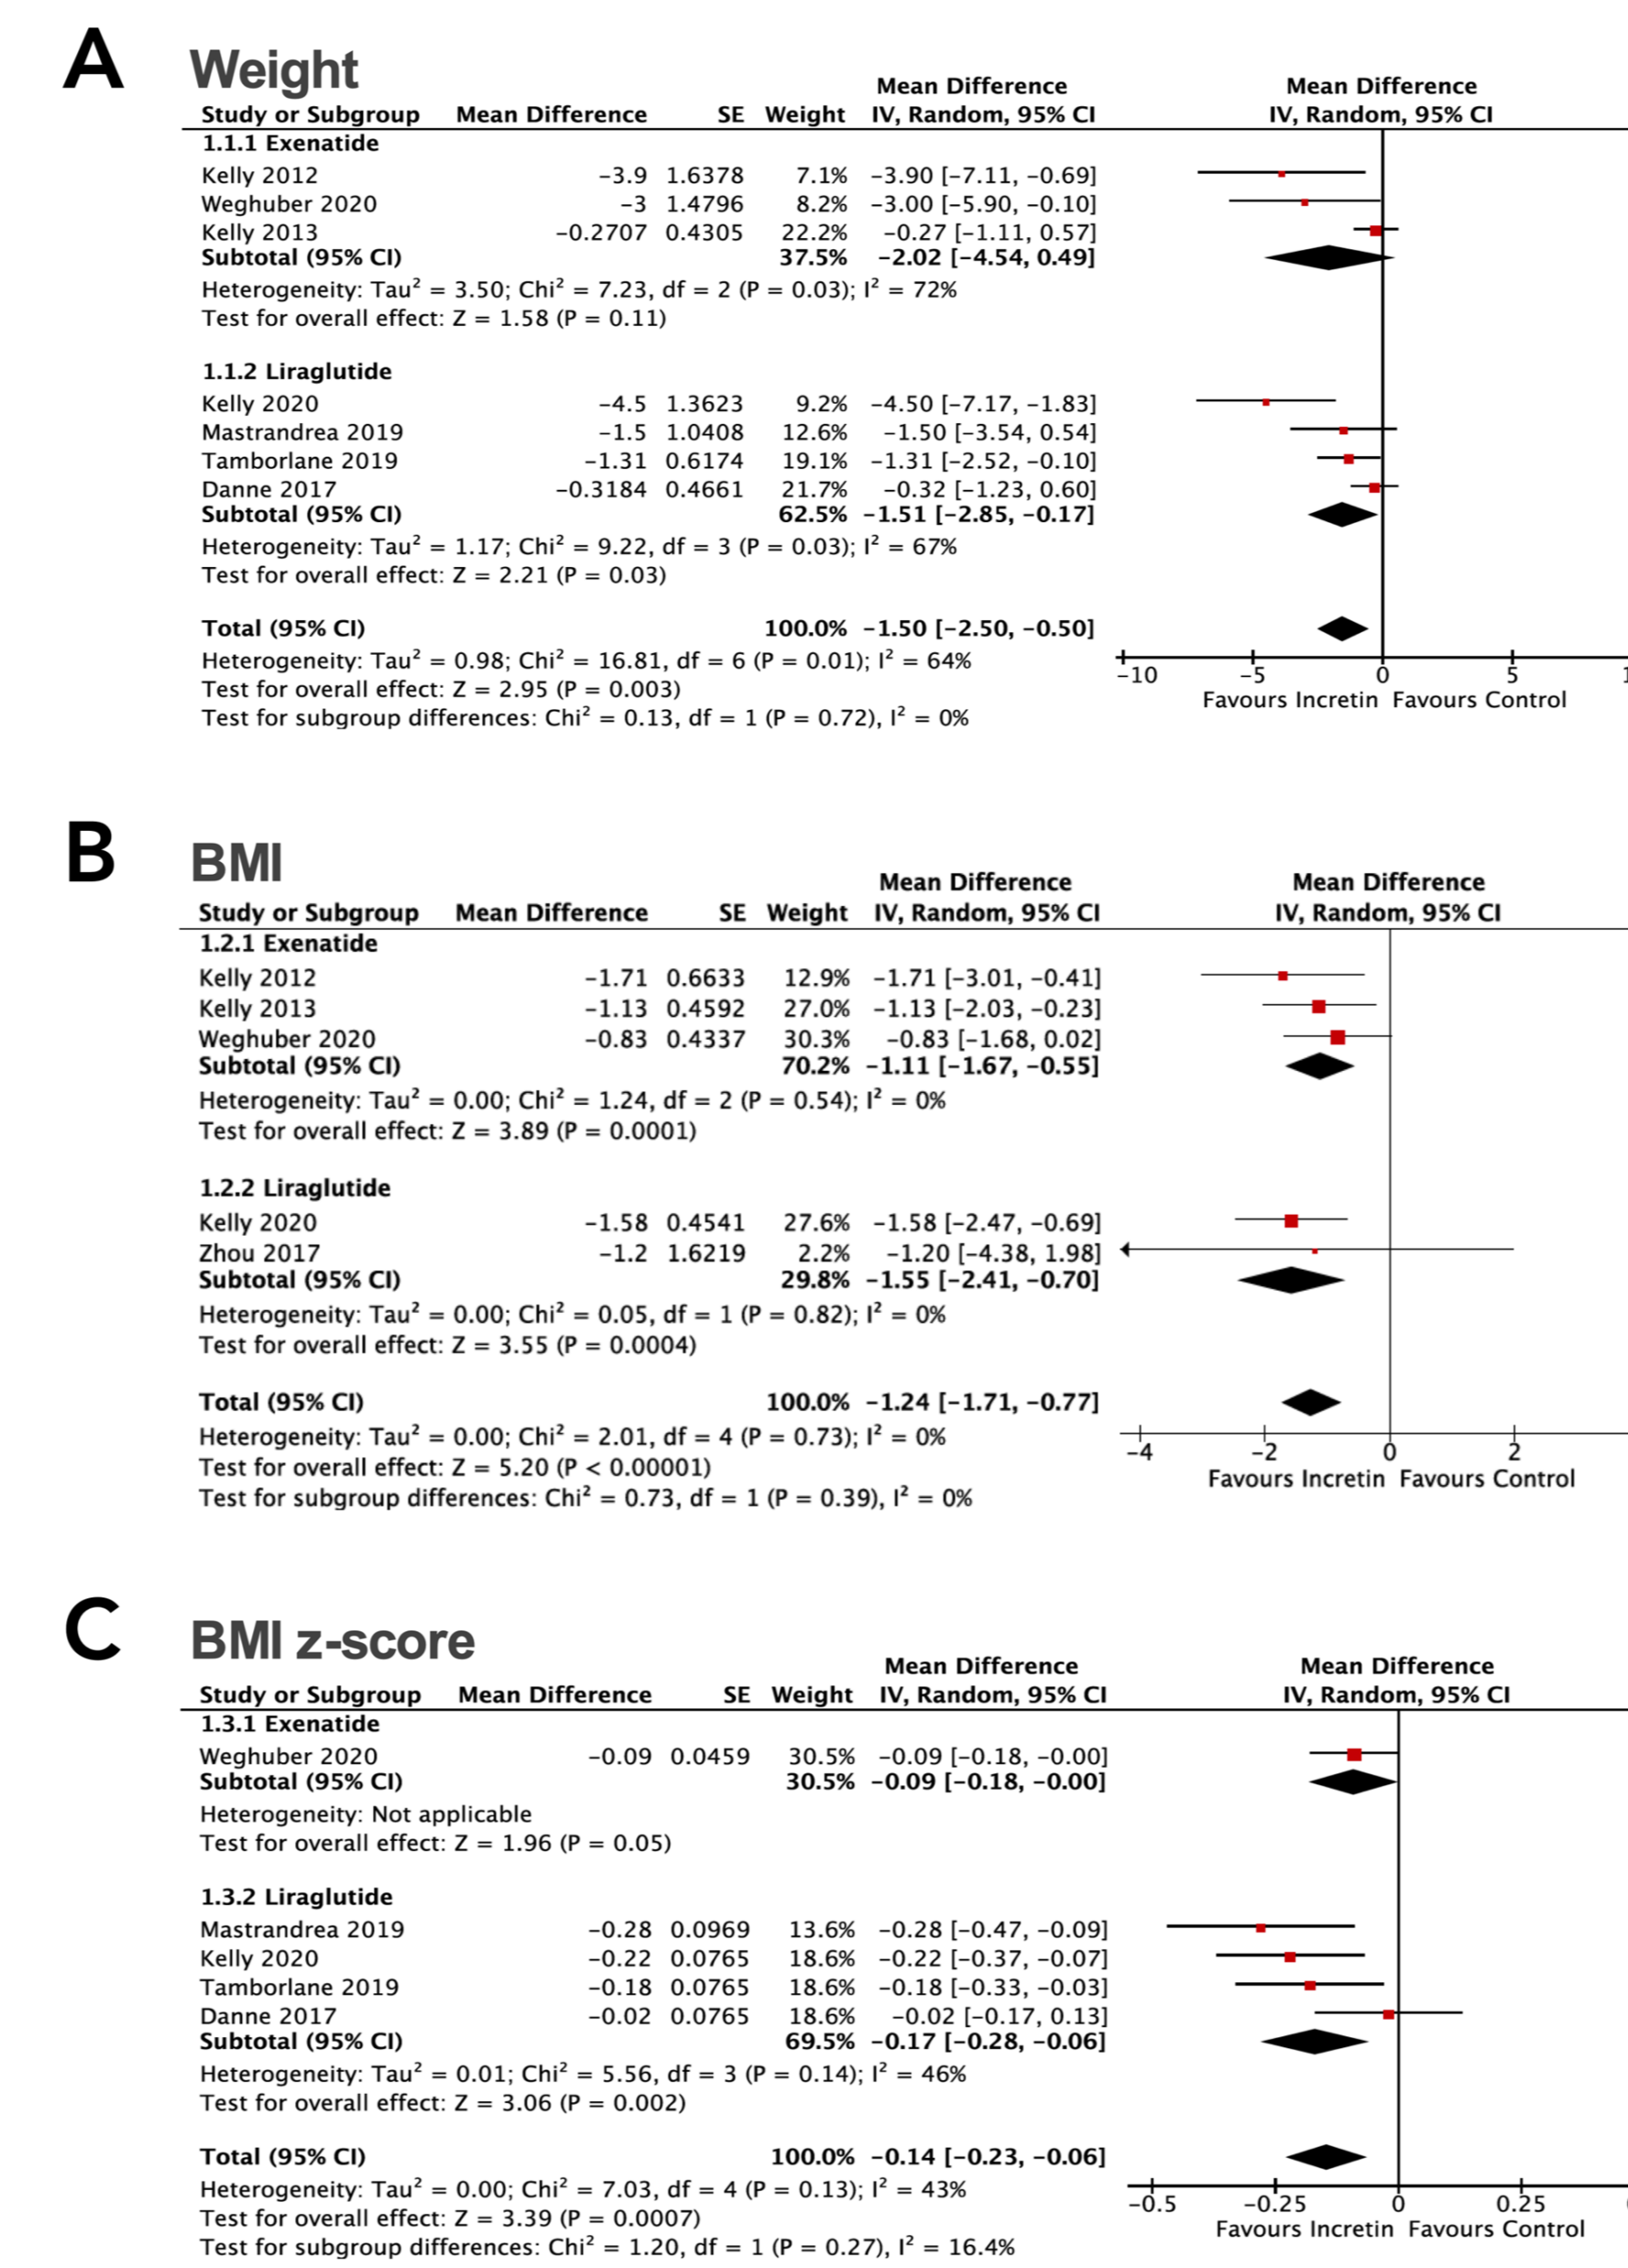 A Weight
Mean Difference Mean Difference
Study or Subgroup Mean Difference SE Weight IV, Random, 95% CI IV, Random, 95% CI
1.1.1 Exenatide
Kelly 2012 −3.9 1.6378 7.1% −3.90 [−7.11, −0.69]
Weghuber 2020 −3 1.4796 8.2% −3.00 [−5.90, −0.10]
Kelly 2013 −0.2707 0.4305 22.2% −0.27 [−1.11, 0.57]
Subtotal (95% CI) 37.5% −2.02 [−4.54, 0.49]
Heterogeneity: Tau² = 3.50; Chi² = 7.23, df = 2 (P = 0.03); I² = 72%
Test for overall effect: Z = 1.58 (P = 0.11)
1.1.2 Liraglutide
Kelly 2020 −4.5 1.3623 9.2% −4.50 [−7.17, −1.83]
Mastrandrea 2019 −1.5 1.0408 12.6% −1.50 [−3.54, 0.54]
Tamborlane 2019 −1.31 0.6174 19.1% −1.31 [−2.52, −0.10]
Danne 2017 −0.3184 0.4661 21.7% −0.32 [−1.23, 0.60]
Subtotal (95% CI) 62.5% −1.51 [−2.85, −0.17]
Heterogeneity: Tau² = 1.17; Chi² = 9.22, df = 3 (P = 0.03); I² = 67%
Test for overall effect: Z = 2.21 (P = 0.03)
Total (95% CI) 100.0% −1.50 [−2.50, −0.50]
Heterogeneity: Tau² = 0.98; Chi² = 16.81, df = 6 (P = 0.01); I² = 64%
−10 −5 0 5 1
Test for overall effect: Z = 2.95 (P = 0.003)
Favours Incretin Favours Control
Test for subgroup differences: Chi² = 0.13, df = 1 (P = 0.72), I² = 0%
B BMI
Mean Difference Mean Difference
Study or Subgroup Mean Difference SE Weight IV, Random, 95% CI IV, Random, 95% CI
1.2.1 Exenatide
Kelly 2012 −1.71 0.6633 12.9% −1.71 [−3.01, −0.41]
Kelly 2013 −1.13 0.4592 27.0% −1.13 [−2.03, −0.23]
Weghuber 2020 −0.83 0.4337 30.3% −0.83 [−1.68, 0.02]
Subtotal (95% CI) 70.2% −1.11 [−1.67, −0.55]
Heterogeneity: Tau² = 0.00; Chi² = 1.24, df = 2 (P = 0.54); I² = 0%
Test for overall effect: Z = 3.89 (P = 0.0001)
1.2.2 Liraglutide
Kelly 2020 −1.58 0.4541 27.6% −1.58 [−2.47, −0.69]
Zhou 2017 −1.2 1.6219 2.2% −1.20 [−4.38, 1.98]
Subtotal (95% CI) 29.8% −1.55 [−2.41, −0.70]
Heterogeneity: Tau² = 0.00; Chi² = 0.05, df = 1 (P = 0.82); I² = 0%
Test for overall effect: Z = 3.55 (P = 0.0004)
Total (95% CI) 100.0% −1.24 [−1.71, −0.77]
Heterogeneity: Tau² = 0.00; Chi² = 2.01, df = 4 (P = 0.73); I² = 0%
−4 −2 0 2
Test for overall effect: Z = 5.20 (P < 0.00001)
Favours Incretin Favours Control
Test for subgroup differences: Chi² = 0.73, df = 1 (P = 0.39), I² = 0%
C BMI z-score
Mean Difference Mean Difference
Study or Subgroup Mean Difference SE Weight IV, Random, 95% CI IV, Random, 95% CI
1.3.1 Exenatide
Weghuber 2020 −0.09 0.0459 30.5% −0.09 [−0.18, −0.00]
Subtotal (95% CI) 30.5% −0.09 [−0.18, −0.00]
Heterogeneity: Not applicable
Test for overall effect: Z = 1.96 (P = 0.05)
1.3.2 Liraglutide
Mastrandrea 2019 −0.28 0.0969 13.6% −0.28 [−0.47, −0.09]
Kelly 2020 −0.22 0.0765 18.6% −0.22 [−0.37, −0.07]
Tamborlane 2019 −0.18 0.0765 18.6% −0.18 [−0.33, −0.03]
Danne 2017 −0.02 0.0765 18.6% −0.02 [−0.17, 0.13]
Subtotal (95% CI) 69.5% −0.17 [−0.28, −0.06]
Heterogeneity: Tau² = 0.01; Chi² = 5.56, df = 3 (P = 0.14); I² = 46%
Test for overall effect: Z = 3.06 (P = 0.002)
Total (95% CI) 100.0% −0.14 [−0.23, −0.06]
Heterogeneity: Tau² = 0.00; Chi² = 7.03, df = 4 (P = 0.13); I² = 43%
−0.5 −0.25 0 0.25
Test for overall effect: Z = 3.39 (P = 0.0007)
Favours Incretin Favours Control
Test for subgroup differences: Chi² = 1.20, df = 1 (P = 0.27), I² = 16.4%